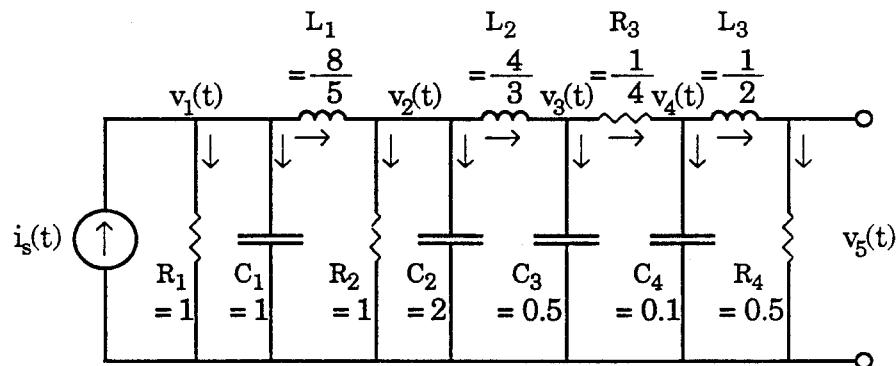 L₁ L₂ R₃ L₃
= 8/5 = 4/3 = 1/4 = 1/2
v₁(t) v₂(t) v₃(t) v₄(t)
iₛ(t) v₅(t)
R₁ C₁ R₂ C₂ C₃ C₄ R₄
= 1 = 1 = 1 = 2 = 0.5 = 0.1 = 0.5